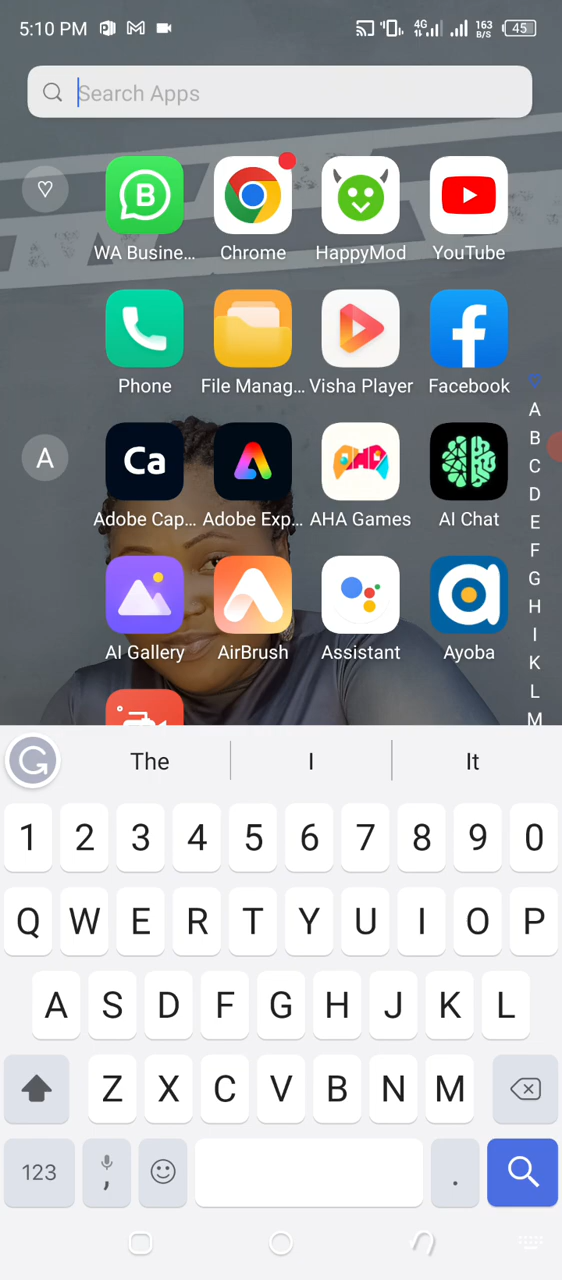 5:10 PM 4G 163 B/S 45
Search Apps
WA Busine... Chrome HappyMod YouTube
Phone File Manag... Visha Player Facebook
A
Ca
Adobe Cap... Adobe Exp... AHA Games AI Chat
AI Gallery AirBrush Assistant Ayoba
A
B
C
D
E
F
G
H
I
K
L
M
The I It
1 2 3 4 5 6 7 8 9 0
Q W E R T Y U I O P
A S D F G H J K L
Z X C V B N M
123 , .